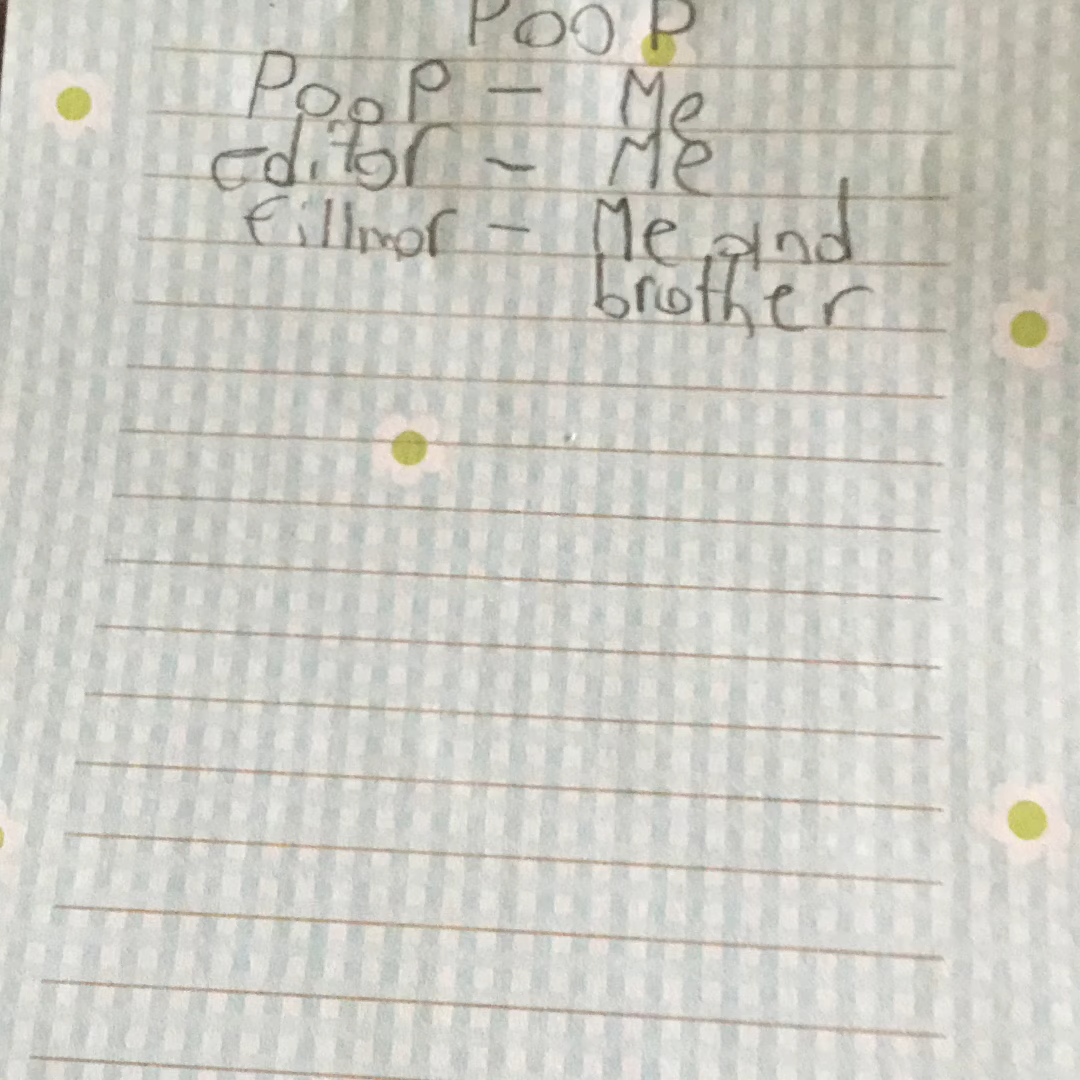 PooP
PooP - Me
editor - Me
fillmor - Me and
brother